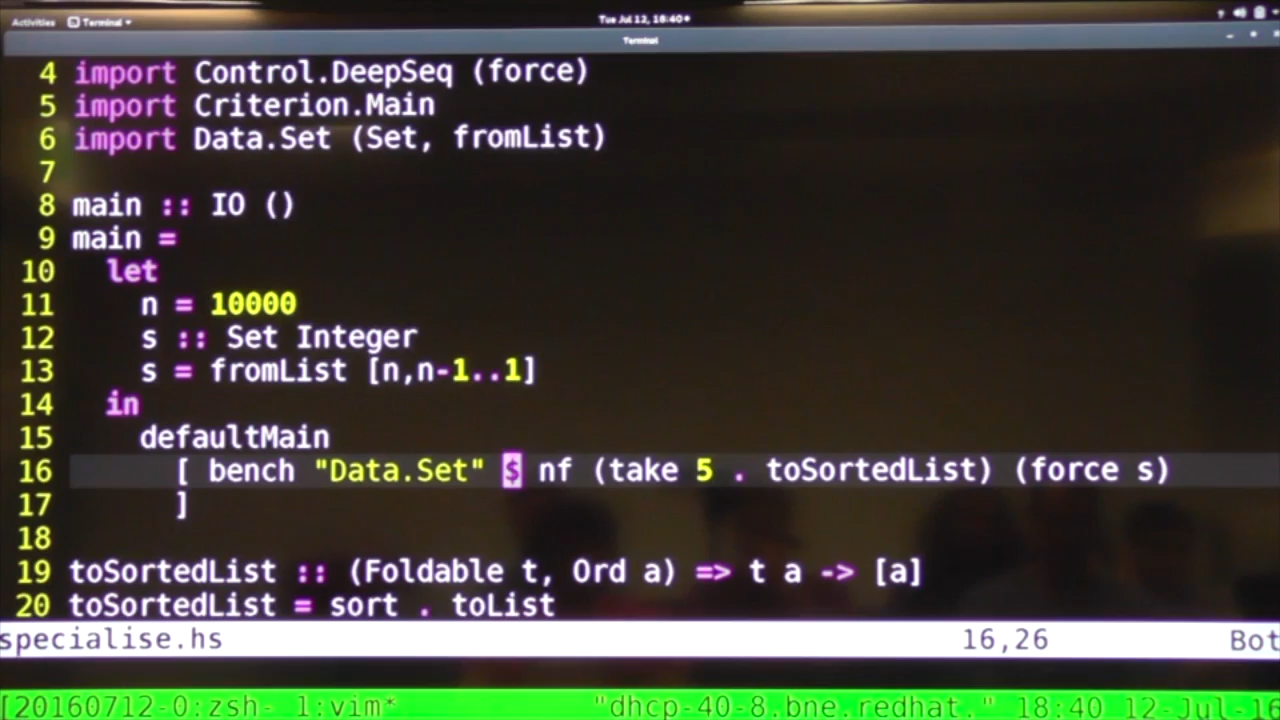 Activities Terminal Tue Jul 12, 18:40
Terminal
4 import Control.DeepSeq (force)
5 import Criterion.Main
6 import Data.Set (Set, fromList)
7
8 main :: IO ()
9 main =
10 let
11 n = 10000
12 s :: Set Integer
13 s = fromList [n,n-1..1]
14 in
15 defaultMain
16 [ bench "Data.Set" $ nf (take 5 . toSortedList) (force s)
17 ]
18
19 toSortedList :: (Foldable t, Ord a) => t a -> [a]
20 toSortedList = sort . toList
specialise.hs 16,26 Bot
[20160712-0:zsh- 1:vim* "dhcp-40-8.bne.redhat." 18:40 12-Jul-16